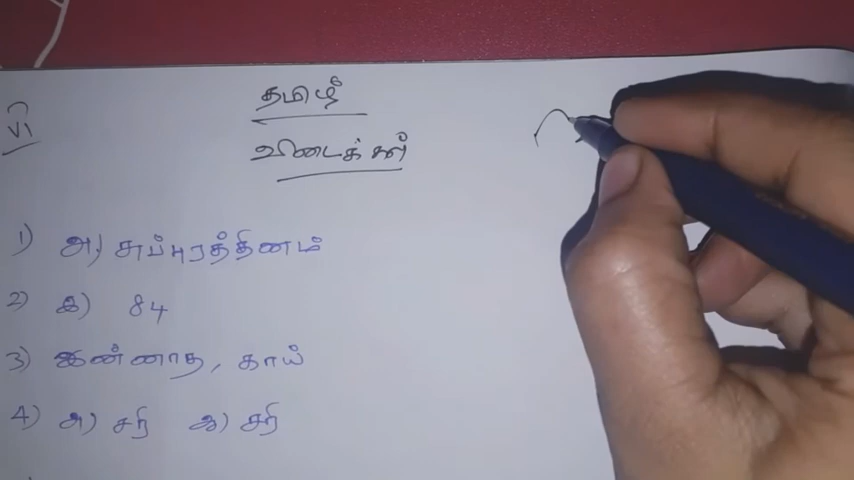 VI
தமிழ்
விடைகள்
1) அ) சுப்புரத்தினம்
2) இ) 84
3) இன்னாத, காய்
4) அ) சரி ஆ) சரி